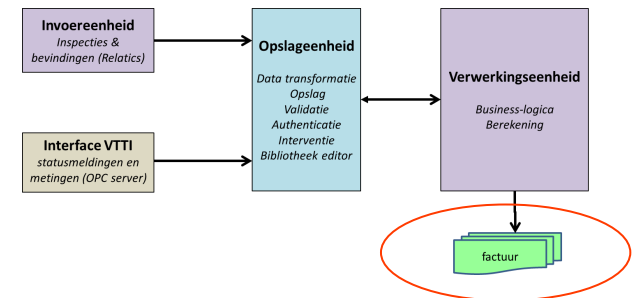 Invoereenheid
Inspecties &
bevindingen (Relatics)
Interface VTTI
statusmeldingen en
metingen (OPC server)
Opslageenheid
Data transformatie
Opslag
Validatie
Authenticatie
Interventie
Bibliotheek editor
Verwerkingseenheid
Business-logica
Berekening
factuur